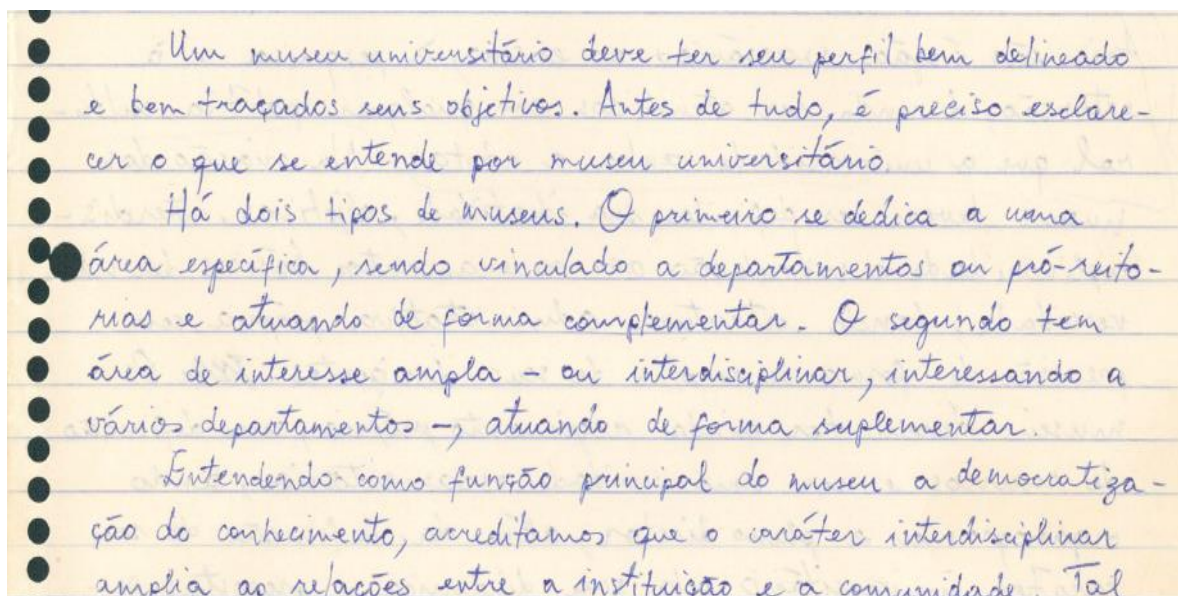 Um museu universitário deve ter seu perfil bem delineado
e bem traçados seus objetivos. Antes de tudo, é preciso esclare-
cer o que se entende por museu universitário.
Há dois tipos de museus. O primeiro se dedica a uma
área específica, sendo vinculado a departamentos ou pró-reito-
rias e atuando de forma complementar. O segundo tem
área de interesse ampla - ou interdisciplinar, interessando a
vários departamentos -, atuando de forma suplementar.
Entendendo como função principal do museu a democratiza-
ção do conhecimento, acreditamos que o caráter interdisciplinar
amplia as relações entre a instituição e a comunidade. Tal